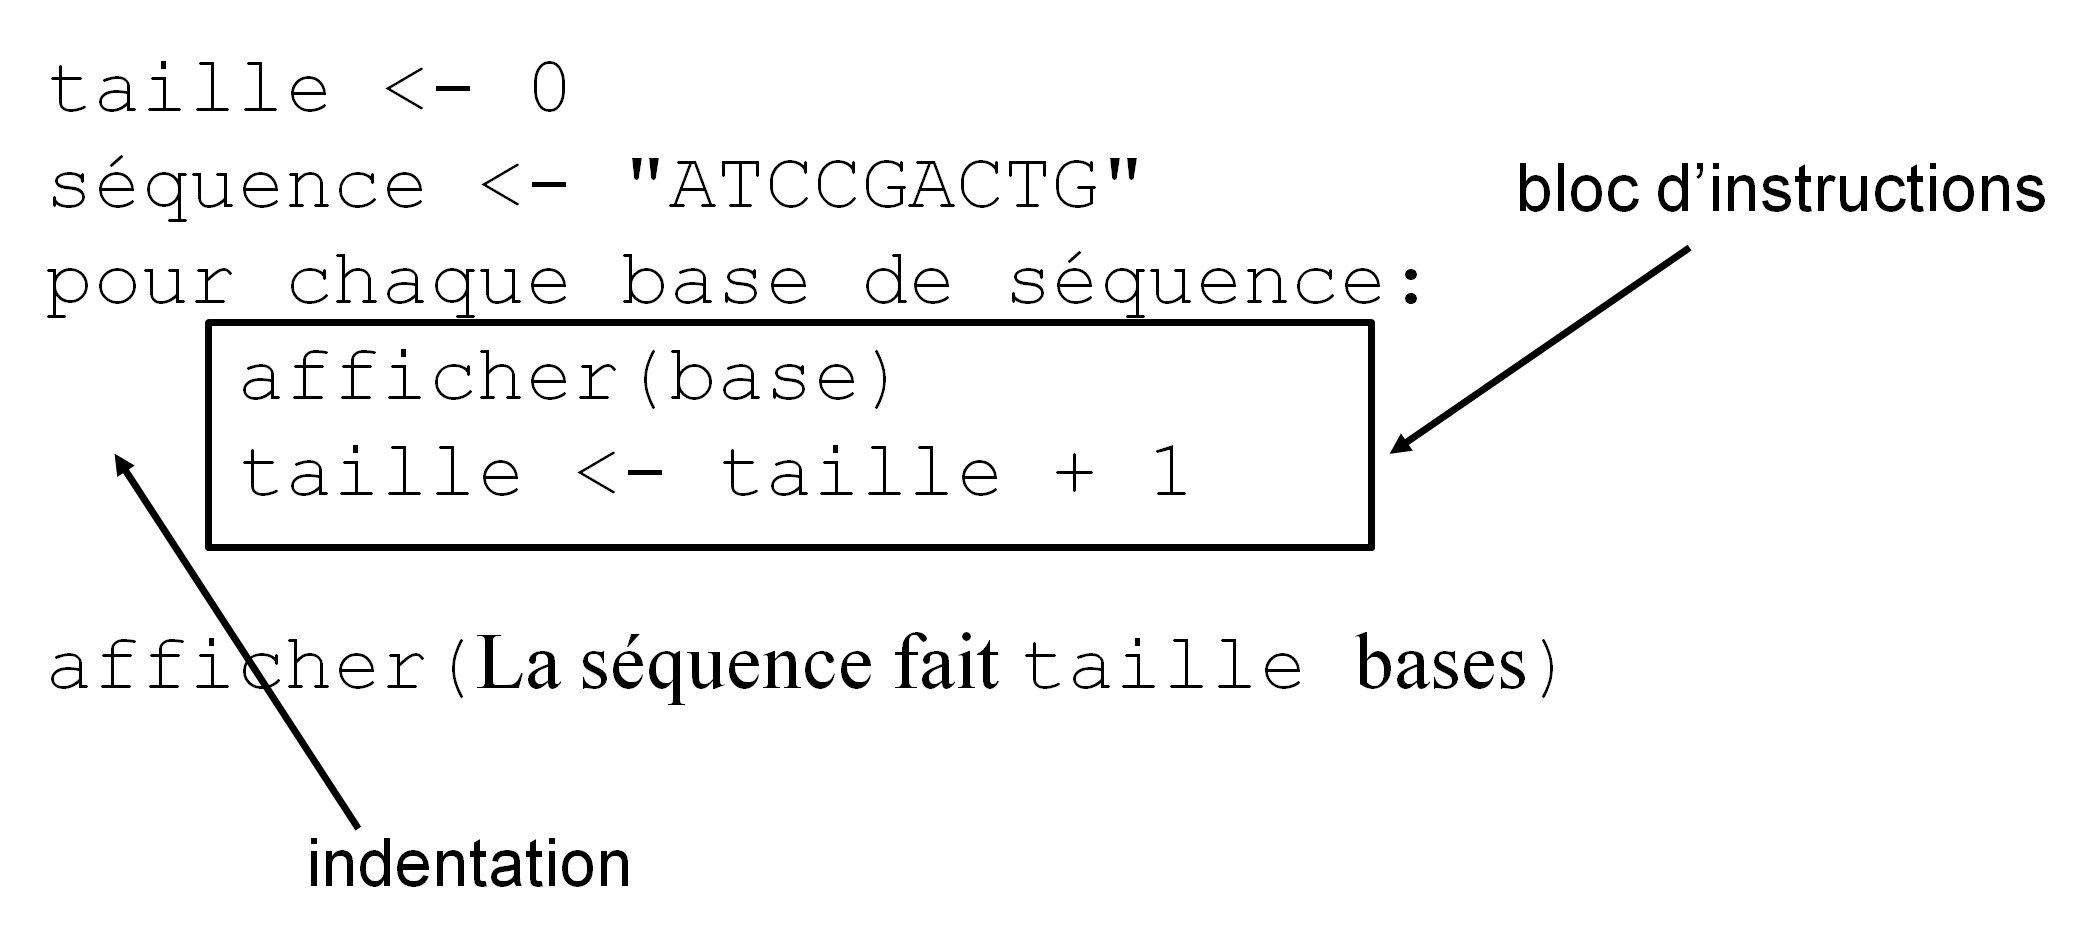 taille <- 0
séquence <- "ATCCGACTG"
bloc d’instructions
pour chaque base de séquence:
afficher(base)
taille <- taille + 1
afficher(La séquence fait taille bases)
indentation